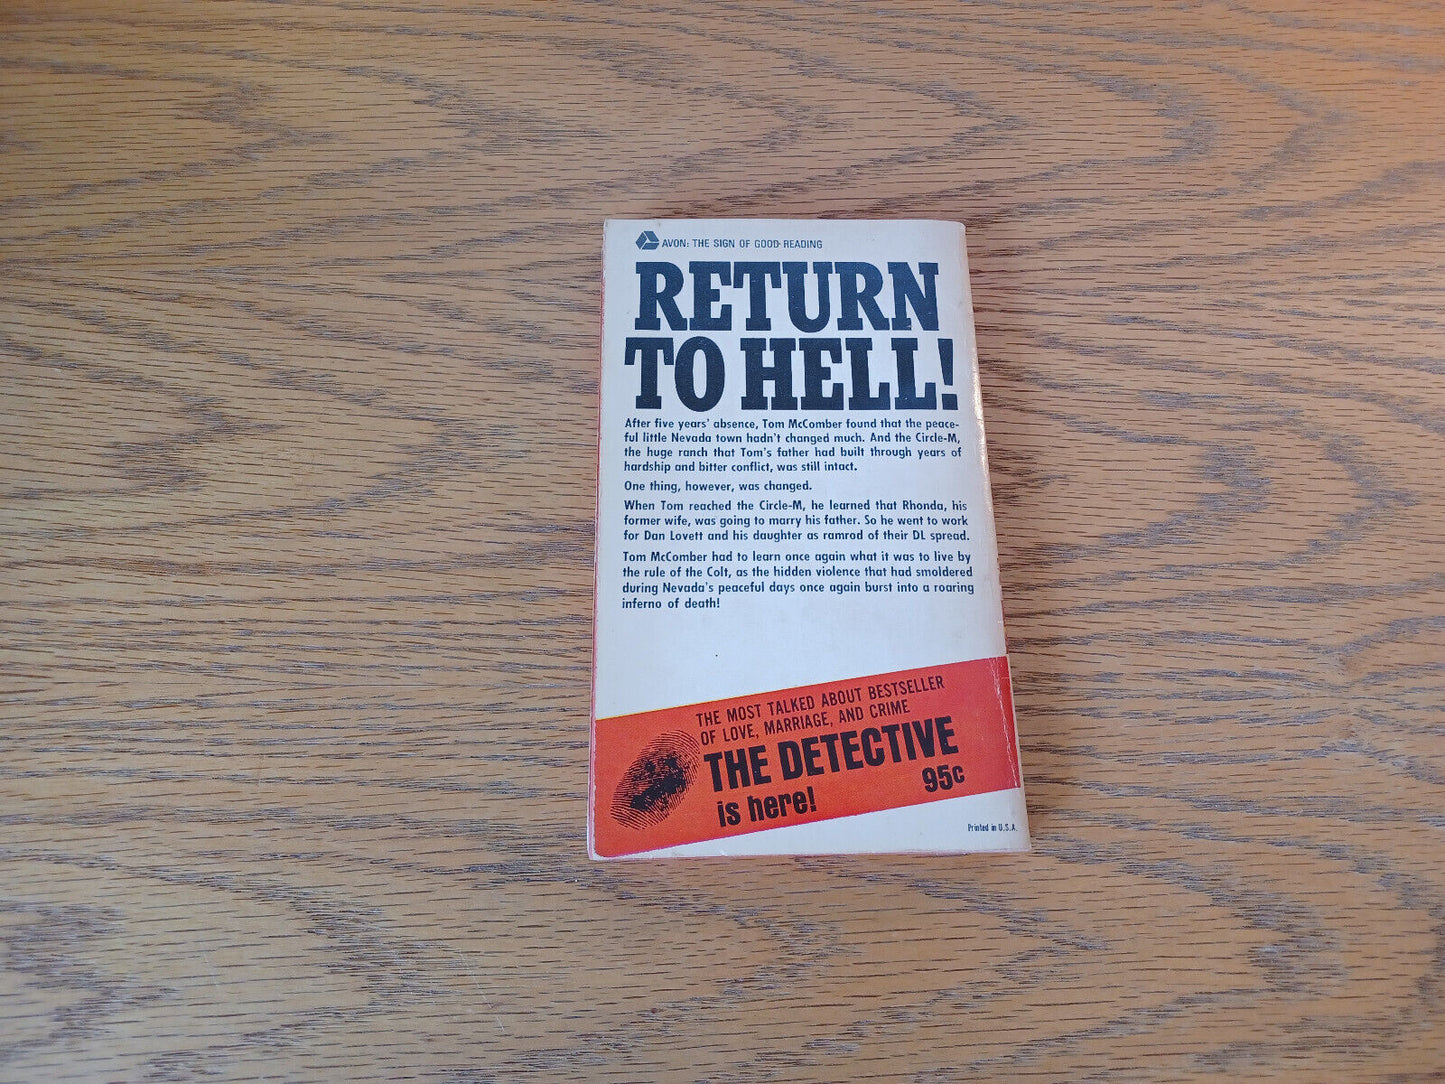 AVON: THE SIGN OF GOOD READING
RETURN
TO HELL!
After five years' absence, Tom McComber found that the peace-
ful little Nevada town hadn't changed much. And the Circle-M,
the huge ranch that Tom's father had built through years of
hardship and bitter conflict, was still intact.
One thing, however, was changed.
When Tom reached the Circle-M, he learned that Rhonda, his
former wife, was going to marry his father. So he went to work
for Dan Lovett and his daughter as ramrod of their DL spread.
Tom McComber had to learn once again what it was to live by
the rule of the Colt, as the hidden violence that had smoldered
during Nevada's peaceful days once again burst into a roaring
inferno of death!
THE MOST TALKED ABOUT BESTSELLER
OF LOVE, MARRIAGE, AND CRIME
THE DETECTIVE
is here! 95c
Printed in U.S.A.